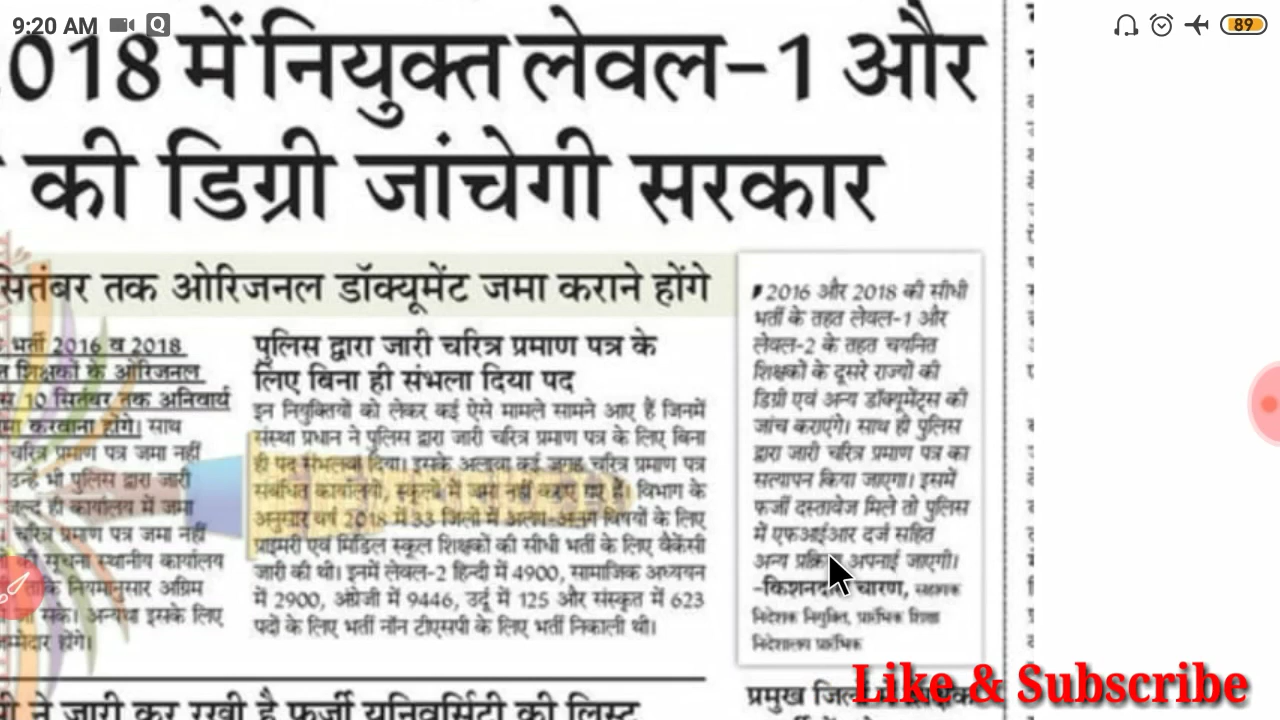 9:20 AM
89
2018 में नियुक्त लेवल-1 और
की डिग्री जांचेगी सरकार
सितंबर तक ओरिजनल डॉक्यूमेंट जमा कराने होंगे
भर्ती 2016 व 2018
शिक्षकों के ओरिजनल
10 सितंबर तक अनिवार्य
करवाना होंगे। साथ
चरित्र प्रमाण पत्र जमा नहीं
उन्हें भी पुलिस द्वारा जारी
जल्द ही कार्यालय में जमा
चरित्र प्रमाण पत्र जमा नहीं
की सूचना स्थानीय कार्यालय
ताकि नियमानुसार अग्रिम
जा सके। अन्यथा इसके लिए
होंगे।
पुलिस द्वारा जारी चरित्र प्रमाण पत्र के
लिए बिना ही संभला दिया पद
इन नियुक्तियों को लेकर कई ऐसे मामले सामने आए हैं जिनमें
संस्था प्रधान ने पुलिस द्वारा जारी चरित्र प्रमाण पत्र के लिए बिना
ही पद संभलवा दिया। इसके अलावा कई जगह चरित्र प्रमाण पत्र
संबंधित कार्यालयों, स्कूलों में जमा नहीं कराए गए हैं। विभाग के
अनुसार वर्ष 2018 में 33 जिलों में अलग-अलग विषयों के लिए
प्राइमरी एवं मिडिल स्कूल शिक्षकों की सीधी भर्ती के लिए वैकेंसी
जारी की थी। इनमें लेवल-2 हिन्दी में 4900, सामाजिक अध्ययन
में 2900, अंग्रेजी में 9446, उर्दू में 125 और संस्कृत में 623
पदों के लिए भर्ती नॉन टीएसपी के लिए भर्ती निकाली थी।
2016 और 2018 की सीधी
भर्ती के तहत लेवल-1 और
लेवल-2 के तहत चयनित
शिक्षकों के दूसरे राज्यों की
डिग्री एवं अन्य डॉक्यूमेंट्स की
जांच कराएंगे। साथ ही पुलिस
द्वारा जारी चरित्र प्रमाण पत्र का
सत्यापन किया जाएगा। इसमें
फर्जी दस्तावेज मिले तो पुलिस
में एफआईआर दर्ज सहित
अन्य प्रक्रिया अपनाई जाएगी।
-किशनदान चारण, सहायक
निदेशक नियुक्ति, प्रारंभिक शिक्षा
निदेशालय प्रारंभिक
ने जारी कर रखी है फर्जी यूनिवर्सिटी की लिस्ट
प्रमुख जिलों में
Like & Subscribe